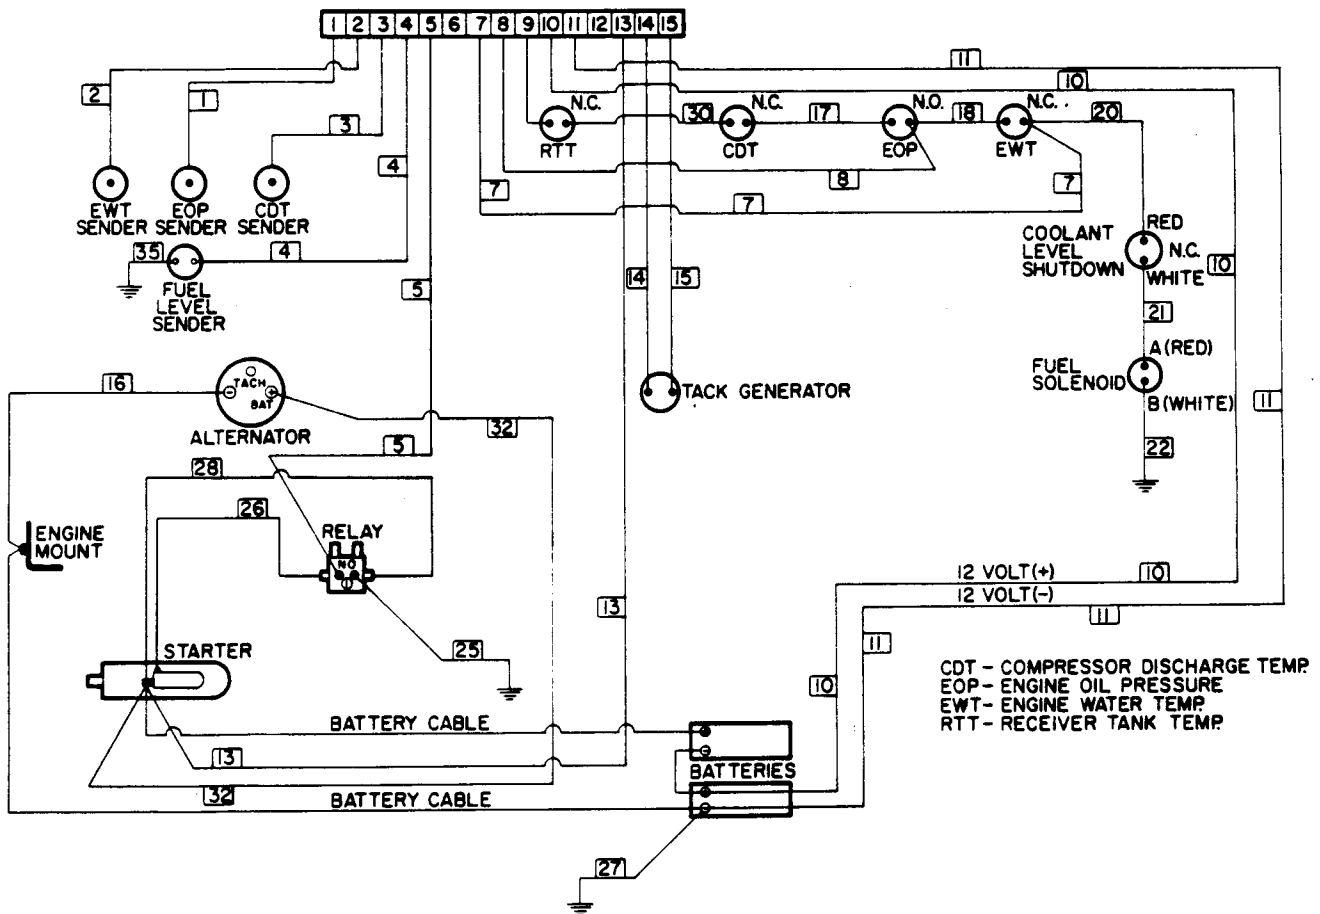 1 2 3 4 5 6 7 8 9 10 11 12 13 14 15
11
10
2
1
3
4
N.C.
30
N.C.
17
N.O.
18
N.C.
20
RTT
CDT
EOP
EWT
8
7
7
7
EWT
SENDER
EOP
SENDER
CDT
SENDER
35
4
FUEL
LEVEL
SENDER
5
14
15
COOLANT
LEVEL
SHUTDOWN
RED
N.C.
WHITE
10
21
16
TACH
BAT
ALTERNATOR
32
5
TACK GENERATOR
FUEL
SOLENOID
A (RED)
B (WHITE)
11
22
28
26
RELAY
NO
ENGINE
MOUNT
13
12 VOLT (+)
10
12 VOLT (-)
11
11
10
25
STARTER
BATTERY CABLE
13
32
BATTERY CABLE
BATTERIES
27
CDT - COMPRESSOR DISCHARGE TEMP.
EOP - ENGINE OIL PRESSURE
EWT - ENGINE WATER TEMP.
RTT - RECEIVER TANK TEMP.